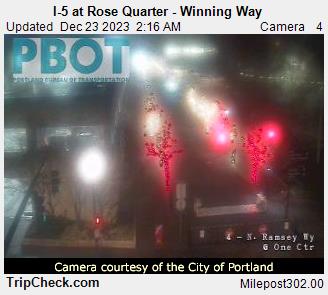 I-5 at Rose Quarter - Winning Way
Updated Dec 23 2023 2:16 AM Camera 4
PBOT
PORTLAND BUREAU OF TRANSPORTATION
4 - N. Ramsey Wy
@ One Ctr
Camera courtesy of the City of Portland
TripCheck.com Milepost302.00